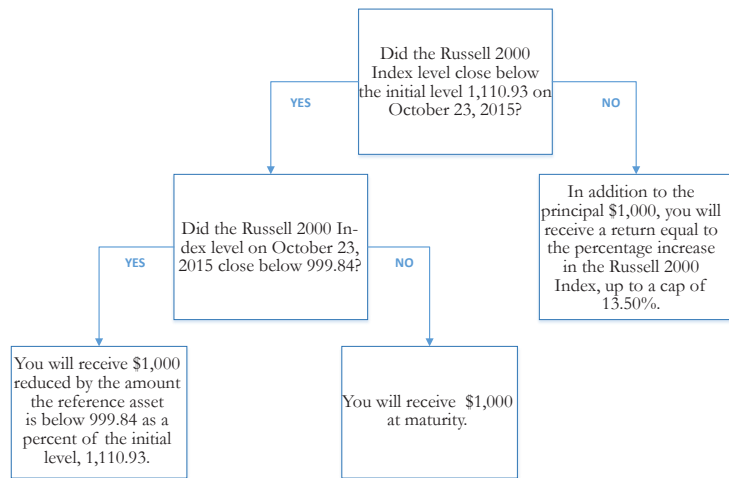 Did the Russell 2000
Index level close below
the initial level 1,110.93 on
October 23, 2015?
YES
NO
Did the Russell 2000 In-
dex level on October 23,
2015 close below 999.84?
In addition to the
principal $1,000, you will
receive a return equal to
the percentage increase
in the Russell 2000
Index, up to a cap of
13.50%.
YES
NO
You will receive $1,000
reduced by the amount
the reference asset
is below 999.84 as a
percent of the initial
level, 1,110.93.
You will receive $1,000
at maturity.